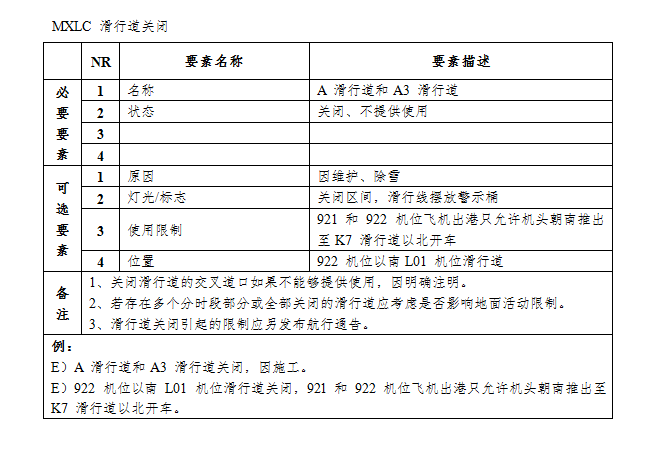 MXLC 滑行道关闭
NR 要素名称 要素描述
必要要素
1 名称 A 滑行道和 A3 滑行道
2 状态 关闭、不提供使用
3
4
可选要素
1 原因 因维护、除雪
2 灯光/标志 关闭区间，滑行线摆放警示桶
3 使用限制 921 和 922 机位飞机出港只允许机头朝南推出
至 K7 滑行道以北开车
4 位置 922 机位以南 L01 机位滑行道
备注
1、关闭滑行道的交叉道口如果不能够提供使用，因明确注明。
2、若存在多个分时段部分或全部关闭的滑行道应考虑是否影响地面活动限制。
3、滑行道关闭引起的限制应另发布航行通告。
例：
E）A 滑行道和 A3 滑行道关闭，因施工。
E）922 机位以南 L01 机位滑行道关闭，921 和 922 机位飞机出港只允许机头朝南推出至
K7 滑行道以北开车。